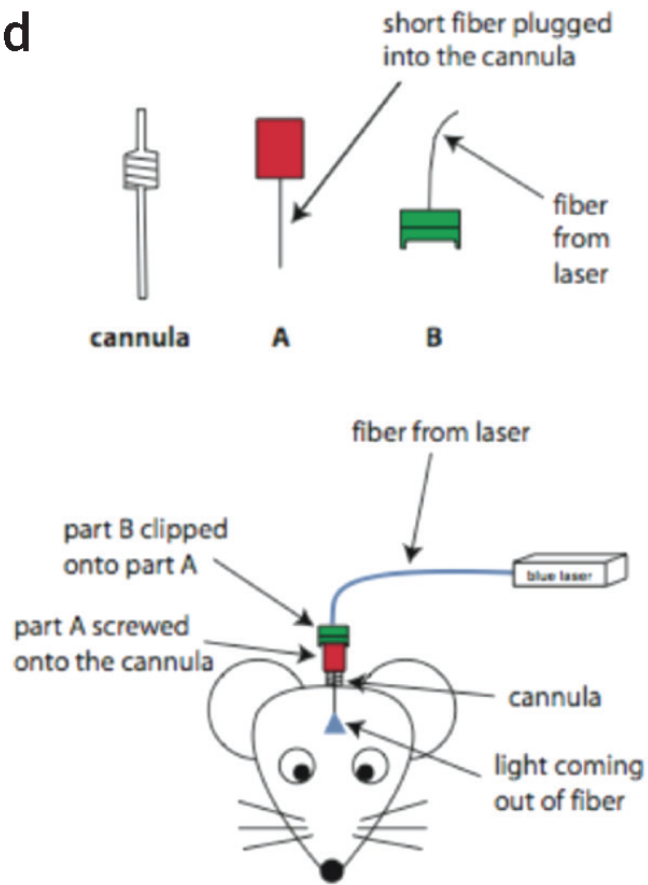 d
short fiber plugged
into the cannula
fiber
from
laser
cannula
A
B
fiber from laser
part B clipped
onto part A
blue laser
part A screwed
onto the cannula
cannula
light coming
out of fiber